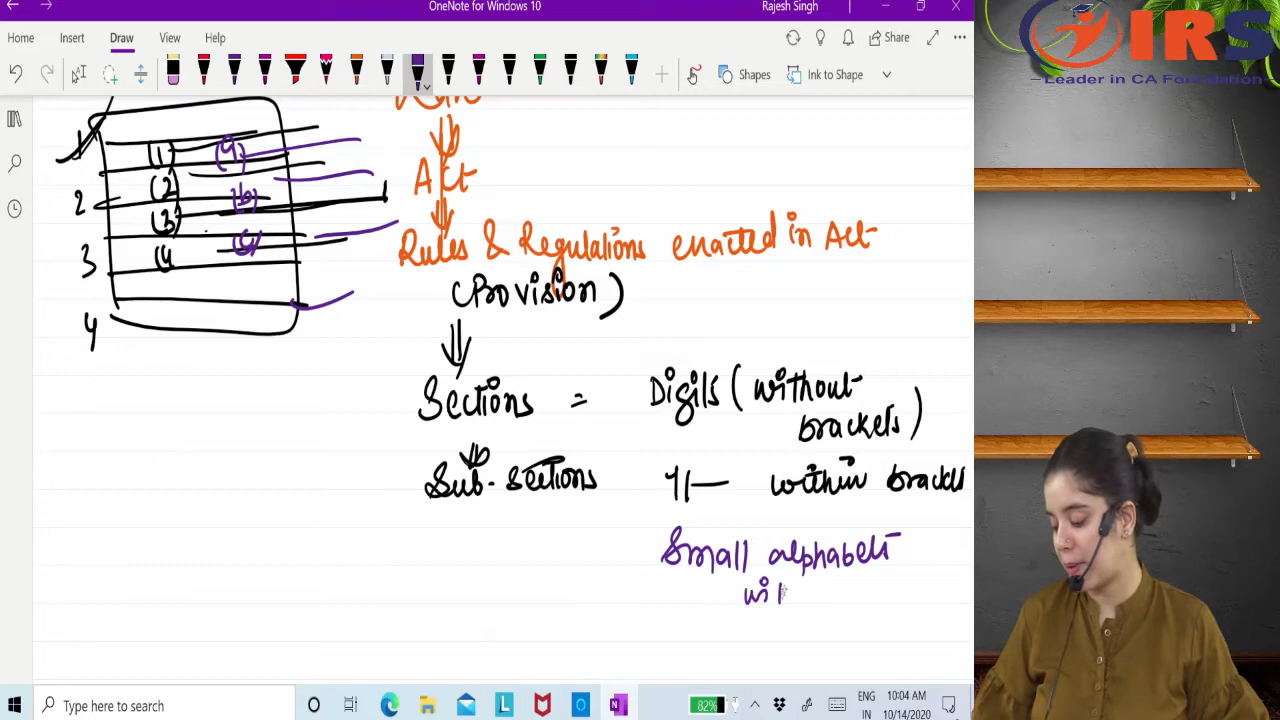 OneNote for Windows 10
Rajesh Singh
IRS
Leader in CA Foundation
Home Insert Draw View Help
Share
Shapes
Ink to Shape
Act
Rules & Regulations enacted in Act
(Provision)
Sections = Digits (without brackets)
Sub-Sections
within brackets
Small alphabets
wi
1 (1) (a)
2 (2) (b)
3 (3) (c)
4 (4
Type here to search
82%
ENG
IN
10:04 AM
10/14/2020